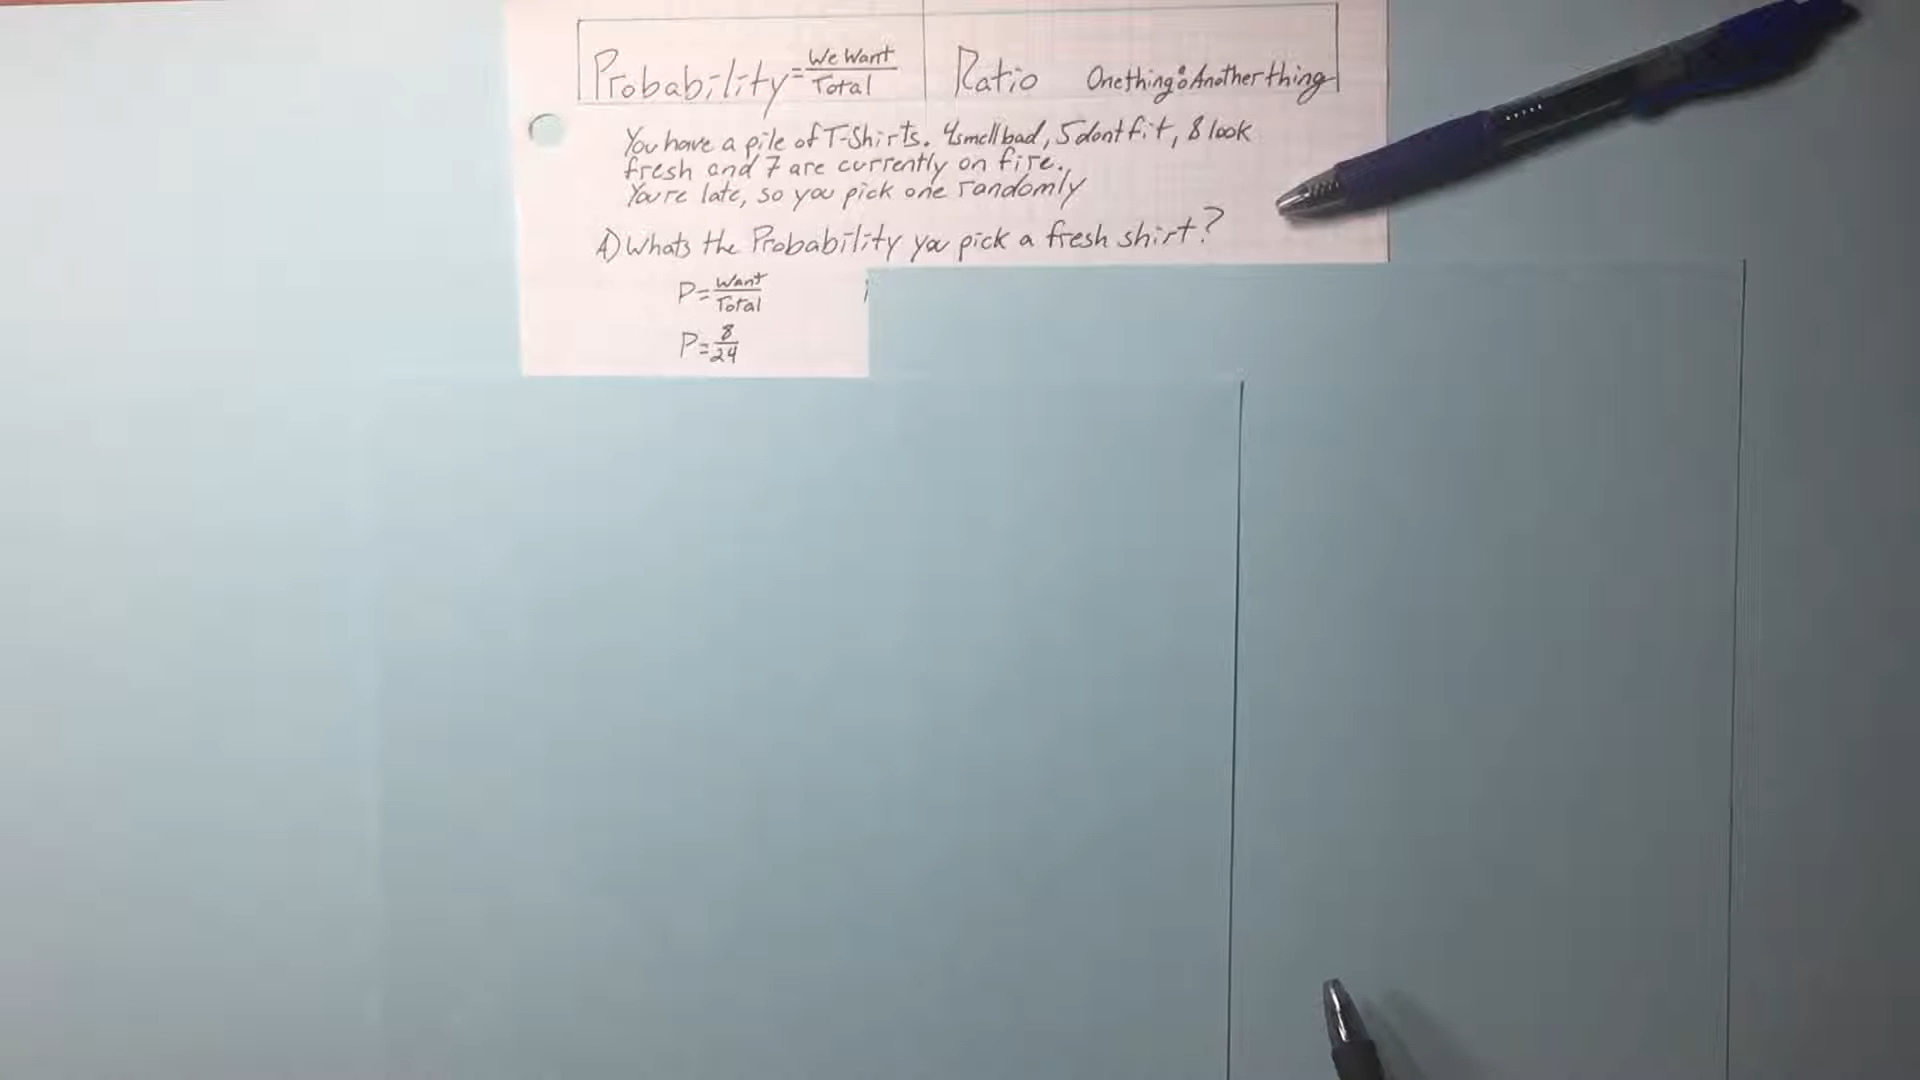 Probability = We Want / Total
Ratio One thing : Another thing
You have a pile of T-Shirts. 4 smell bad, 5 dont fit, 8 look
fresh and 7 are currently on fire.
You're late, so you pick one randomly
A) Whats the Probability you pick a fresh shirt?
P = Want / Total
P = 8 / 24